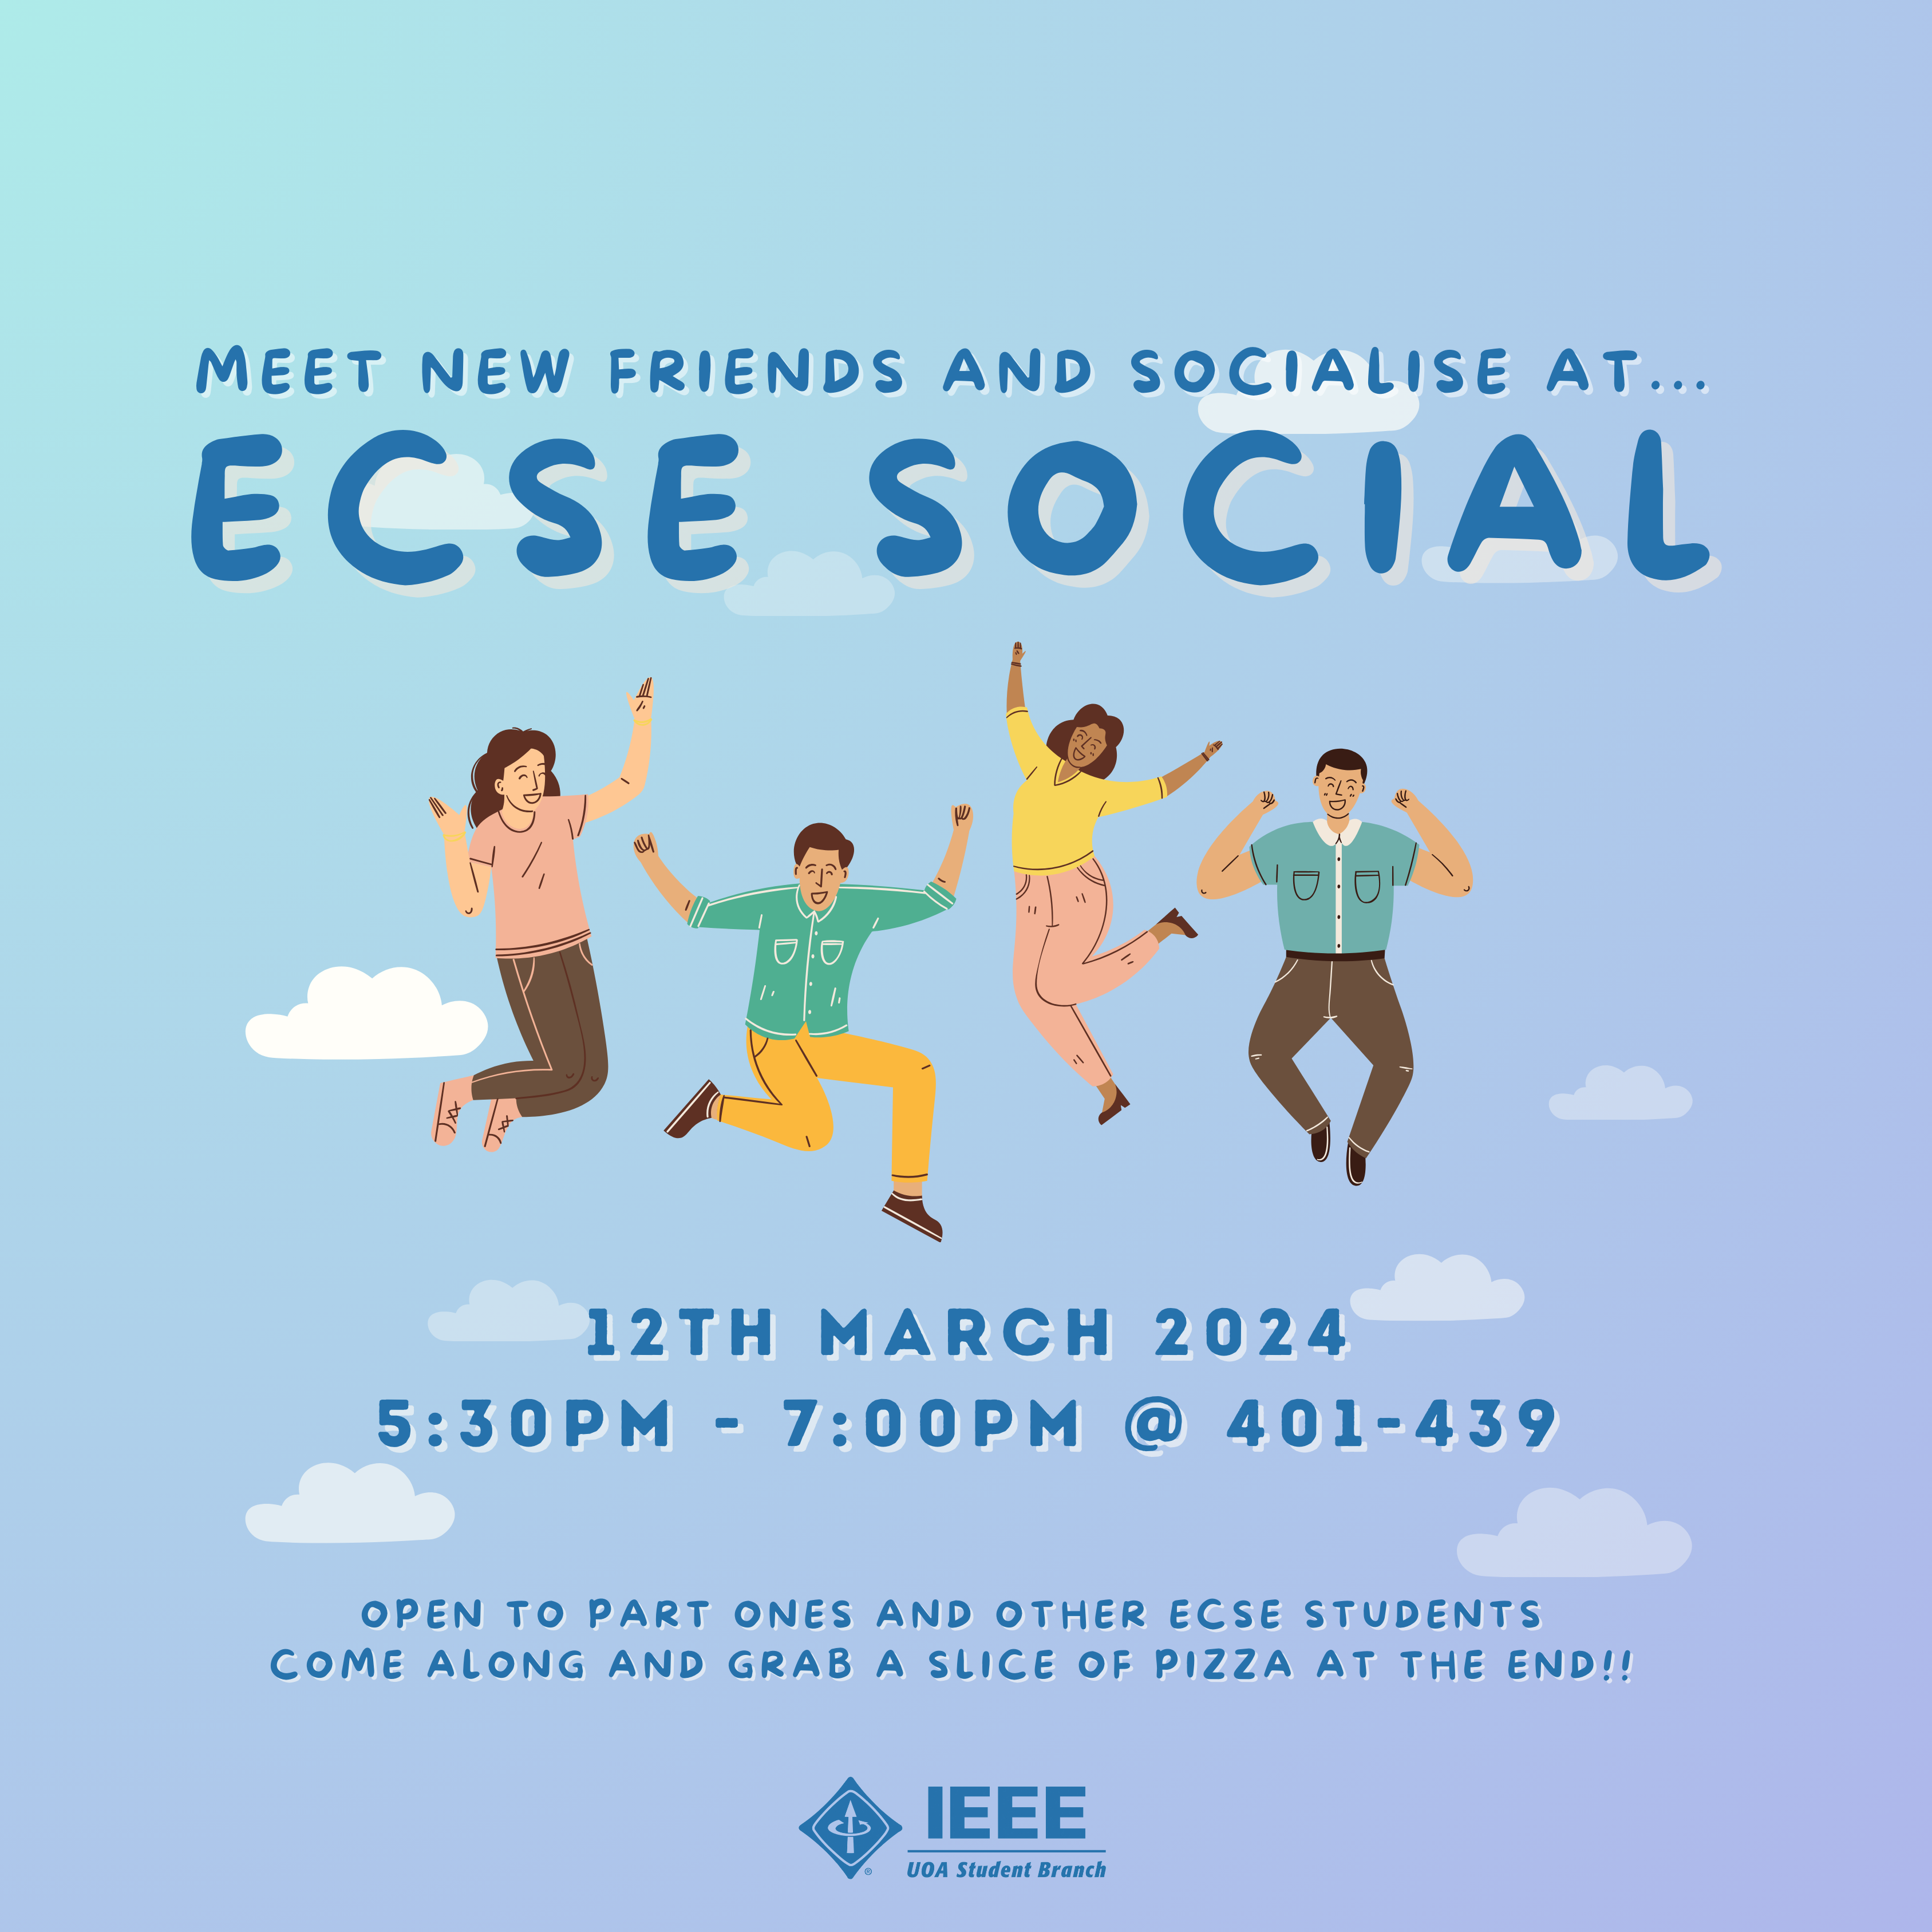 MEET NEW FRIENDS AND SOCIALISE AT...
ECSE SOCIAL
12TH MARCH 2024
5:30PM - 7:00PM @ 401-439
OPEN TO PART ONES AND OTHER ECSE STUDENTS
COME ALONG AND GRAB A SLICE OF PIZZA AT THE END!!
IEEE
®
UOA Student Branch